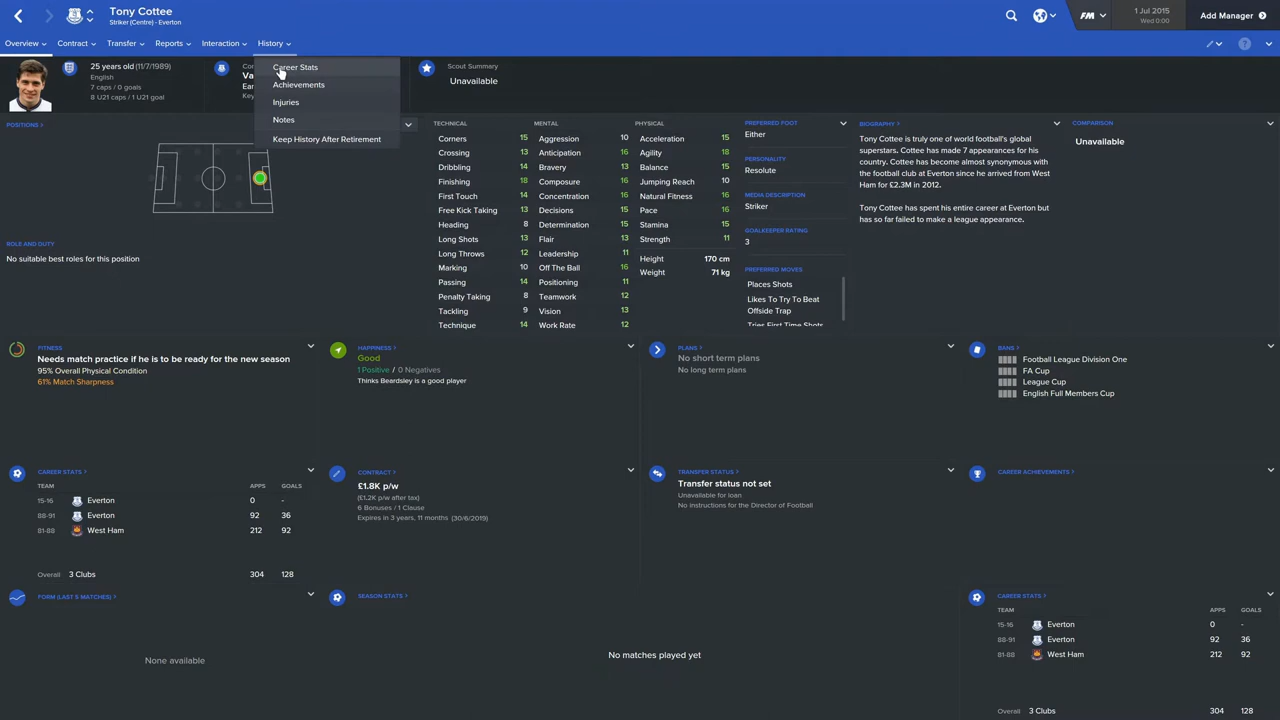 Tony Cottee
Striker (Centre) - Everton
FM
1 Jul 2015
Wed 0:00
Add Manager
Overview
Contract
Transfer
Reports
Interaction
History
25 years old (11/7/1989)
English
7 caps / 0 goals
8 U21 caps / 1 U21 goal
Career Stats
Achievements
Injuries
Notes
Keep History After Retirement
Scout Summary
Unavailable
POSITIONS >
ROLE AND DUTY
No suitable best roles for this position
TECHNICAL
Corners 15
Crossing 13
Dribbling 14
Finishing 18
First Touch 14
Free Kick Taking 13
Heading 8
Long Shots 13
Long Throws 12
Marking 10
Passing 14
Penalty Taking 8
Tackling 9
Technique 14
MENTAL
Aggression 10
Anticipation 16
Bravery 13
Composure 16
Concentration 16
Decisions 15
Determination 15
Flair 13
Leadership 11
Off The Ball 16
Positioning 11
Teamwork 12
Vision 13
Work Rate 12
PHYSICAL
Acceleration 15
Agility 18
Balance 15
Jumping Reach 10
Natural Fitness 16
Pace 16
Stamina 15
Strength 11
Height 170 cm
Weight 71 kg
PREFERRED FOOT
Either
PERSONALITY
Resolute
MEDIA DESCRIPTION
Striker
GOALKEEPER RATING
3
PREFERRED MOVES
Places Shots
Likes To Try To Beat
Offside Trap
Tries First Time Shots
BIOGRAPHY >
Tony Cottee is truly one of world football's global
superstars. Cottee has made 7 appearances for his
country. Cottee has become almost synonymous with
the football club at Everton since he arrived from West
Ham for £2.3M in 2012.
Tony Cottee has spent his entire career at Everton but
has so far failed to make a league appearance.
COMPARISON
Unavailable
FITNESS
Needs match practice if he is to be ready for the new season
95% Overall Physical Condition
61% Match Sharpness
HAPPINESS >
Good
1 Positive / 0 Negatives
Thinks Beardsley is a good player
PLANS >
No short term plans
No long term plans
BANS >
Football League Division One
FA Cup
League Cup
English Full Members Cup
CAREER STATS >
TEAM APPS GOALS
15-16 Everton 0 -
88-91 Everton 92 36
81-88 West Ham 212 92
Overall 3 Clubs 304 128
CONTRACT >
£1.8K p/w
(£1.2K p/w after tax)
6 Bonuses / 1 Clause
Expires in 3 years, 11 months (30/6/2019)
TRANSFER STATUS >
Transfer status not set
Unavailable for loan
No instructions for the Director of Football
CAREER ACHIEVEMENTS >
FORM (LAST 5 MATCHES) >
None available
SEASON STATS >
No matches played yet
CAREER STATS >
TEAM APPS GOALS
15-16 Everton 0 -
88-91 Everton 92 36
81-88 West Ham 212 92
Overall 3 Clubs 304 128